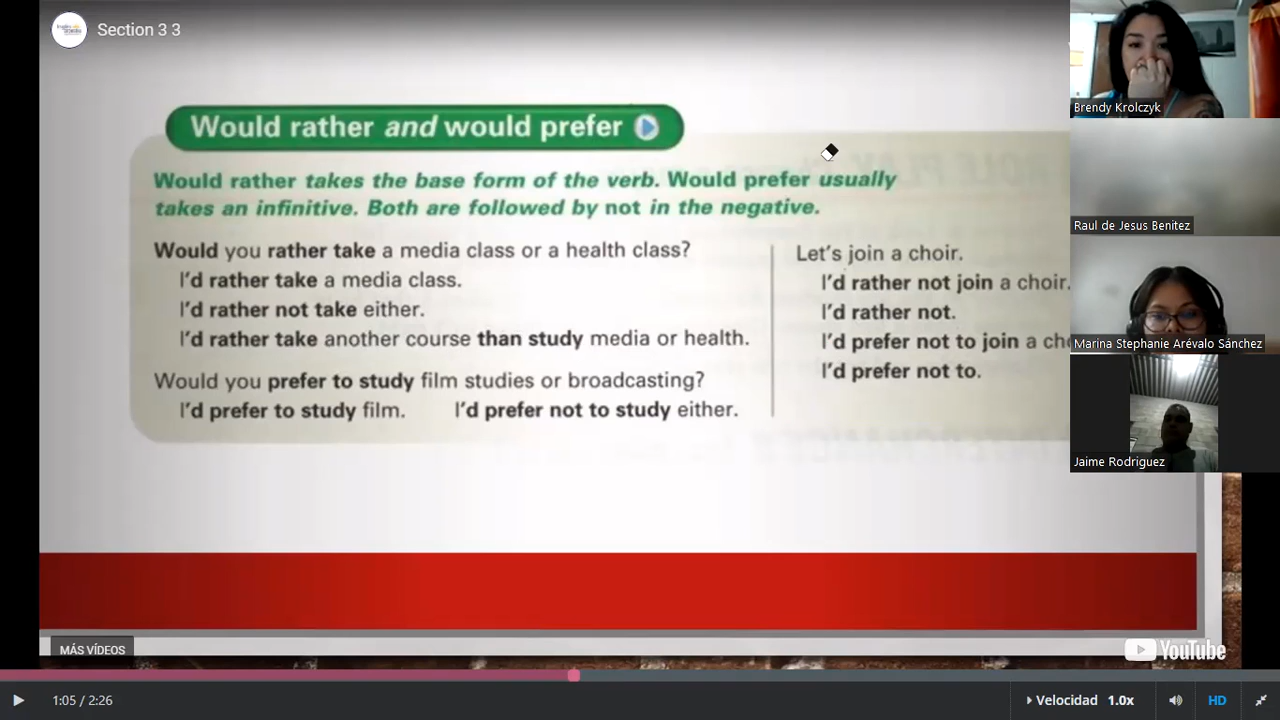 Section 3 3
Would rather and would prefer
Would rather takes the base form of the verb. Would prefer usually
takes an infinitive. Both are followed by not in the negative.
Would you rather take a media class or a health class?
I'd rather take a media class.
I'd rather not take either.
I'd rather take another course than study media or health.
Would you prefer to study film studies or broadcasting?
I'd prefer to study film. I'd prefer not to study either.
Let's join a choir.
I'd rather not join a choir.
I'd rather not.
I'd prefer not to join a
I'd prefer not to.
Brendy Krolczyk
Raul de Jesus Benitez
Marina Stephanie Arévalo Sánchez
Jaime Rodriguez
MÁS VÍDEOS
YouTube
1:05 / 2:26
Velocidad 1.0x
HD